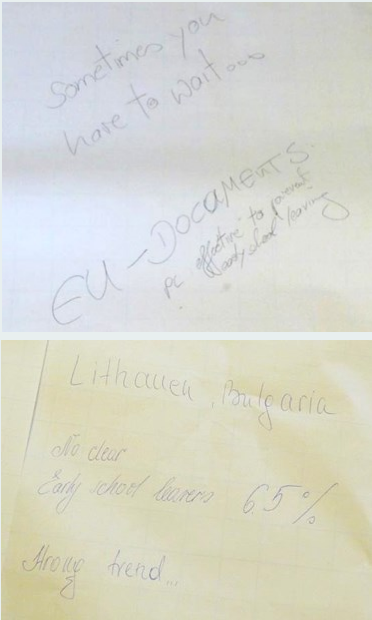 Sometimes you
have to wait...
EU-DOCUMENTS
PL effective to prevent
early school leaving
Lithauen, Bulgaria
No clear
Early school leavers 6.5%
Strong trend...